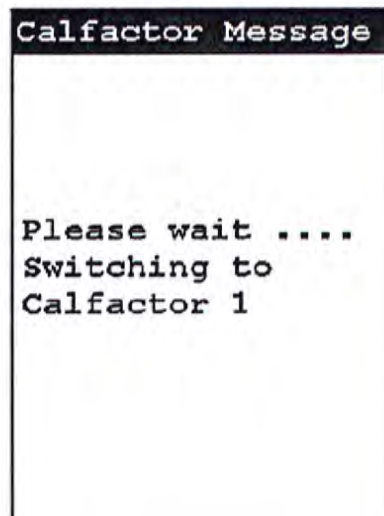 Calfactor Message
Please wait ....
Switching to
Calfactor 1